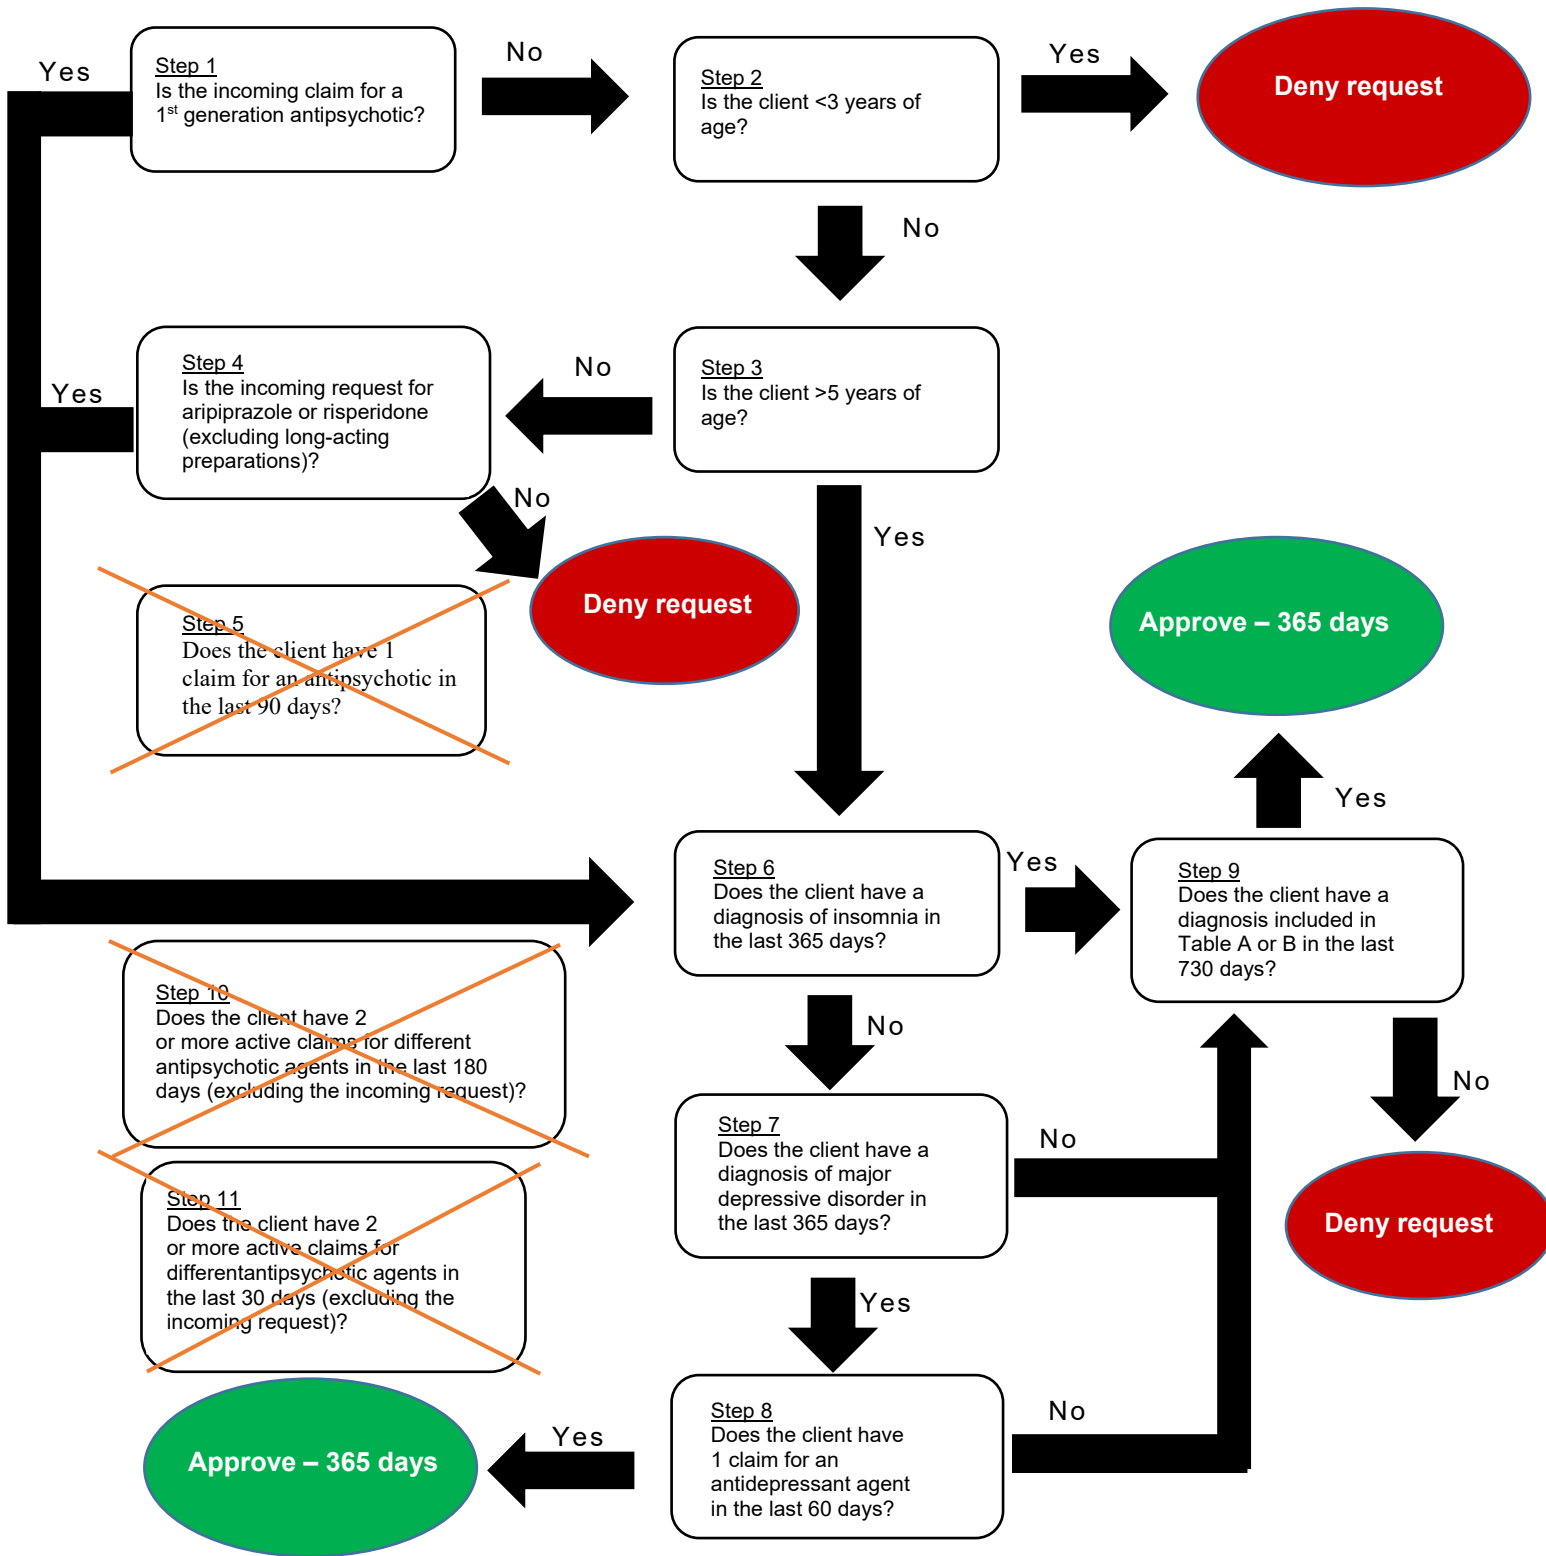 Yes
Step 1
Is the incoming claim for a
1st generation antipsychotic?
No
Step 2
Is the client <3 years of
age?
Yes
Deny request
No
Step 3
Is the client >5 years of
age?
No
Step 4
Is the incoming request for
aripiprazole or risperidone
(excluding long-acting
preparations)?
Yes
No
Deny request
Yes
Step 5
Does the client have 1
claim for an antipsychotic in
the last 90 days?
Approve – 365 days
Yes
Step 6
Does the client have a
diagnosis of insomnia in
the last 365 days?
Yes
Step 9
Does the client have a
diagnosis included in
Table A or B in the last
730 days?
No
No
Deny request
Step 10
Does the client have 2
or more active claims for different
antipsychotic agents in the last 180
days (excluding the incoming request)?
Step 7
Does the client have a
diagnosis of major
depressive disorder in
the last 365 days?
No
Step 11
Does the client have 2
or more active claims for
differentantipsychotic agents in
the last 30 days (excluding the
incoming request)?
Yes
Step 8
Does the client have
1 claim for an
antidepressant agent
in the last 60 days?
No
Yes
Approve – 365 days